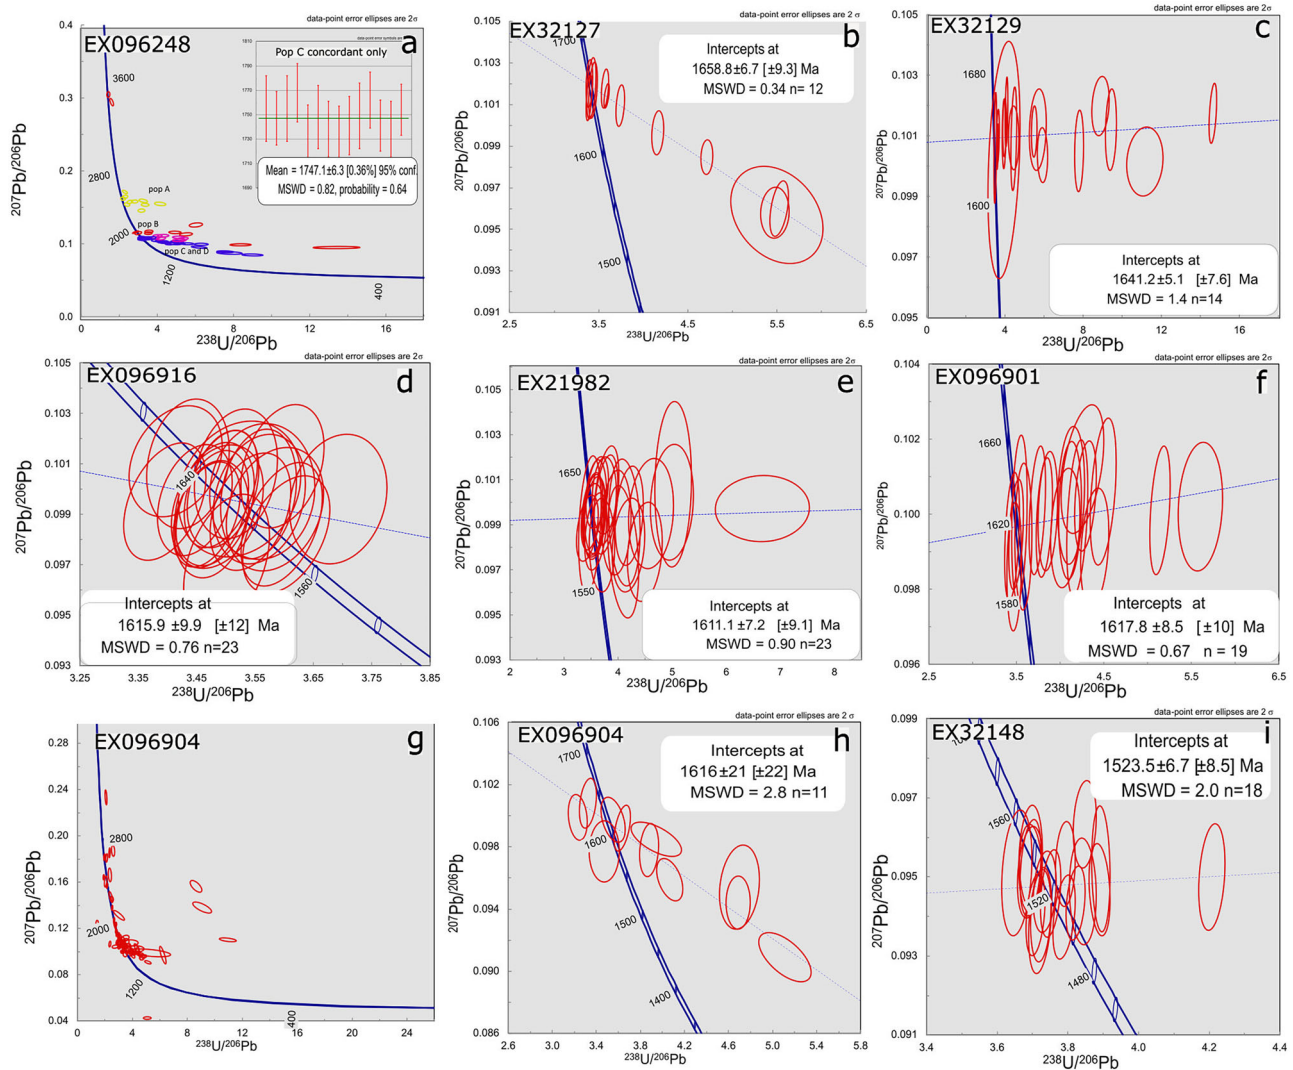 data-point error ellipses are 2σ
EX096248
a
Pop C concordant only
data-point error symbols are
1810
1790
1770
1750
1730
1710
1690
Mean = 1747.1±6.3 [0.36%] 95% conf.
MSWD = 0.82, probability = 0.64
3600
2800
2000
1200
400
pop A
pop B
pop C and D
0.4
0.3
0.2
0.1
0.0
0
4
8
12
16
207Pb/206Pb
238U/206Pb
data-point error ellipses are 2σ
EX32127
b
Intercepts at
1658.8±6.7 [±9.3] Ma
MSWD = 0.34 n= 12
1700
1600
1500
0.105
0.103
0.101
0.099
0.097
0.095
0.093
0.091
2.5
3.5
4.5
5.5
6.5
207Pb/206Pb
238U/206Pb
data-point error ellipses are 2σ
EX32129
c
1680
1600
Intercepts at
1641.2±5.1 [±7.6] Ma
MSWD = 1.4 n=14
0.105
0.103
0.101
0.099
0.097
0.095
0
4
8
12
16
207Pb/206Pb
238U/206Pb
data-point error ellipses are 2σ
EX096916
d
1640
1560
Intercepts at
1615.9 ±9.9 [±12] Ma
MSWD = 0.76 n=23
0.105
0.103
0.101
0.099
0.097
0.095
0.093
3.25
3.35
3.45
3.55
3.65
3.75
3.85
207Pb/206Pb
238U/206Pb
data-point error ellipses are 2σ
EX21982
e
1650
1550
Intercepts at
1611.1±7.2 [±9.1] Ma
MSWD = 0.90 n=23
0.105
0.103
0.101
0.099
0.097
0.095
0.093
2
3
4
5
6
7
8
207Pb/206Pb
238U/206Pb
data-point error ellipses are 2σ
EX096901
f
1660
1620
1580
Intercepts at
1617.8 ±8.5 [±10] Ma
MSWD = 0.67 n = 19
0.104
0.102
0.100
0.098
0.096
2.5
3.5
4.5
5.5
6.5
207Pb/206Pb
238U/206Pb
EX096904
g
2800
2000
1200
400
0.28
0.24
0.20
0.16
0.12
0.08
0.04
0
4
8
12
16
20
24
207Pb/206Pb
238U/206Pb
data-point error ellipses are 2 σ
EX096904
h
Intercepts at
1616±21 [±22] Ma
MSWD = 2.8 n=11
1700
1600
1500
1400
0.106
0.102
0.098
0.094
0.090
0.086
2.6
3.0
3.4
3.8
4.2
4.6
5.0
5.4
5.8
207Pb/206Pb
238U/206Pb
data-point error ellipses are 2 σ
EX32148
i
Intercepts at
1523.5±6.7 [±8.5] Ma
MSWD = 2.0 n=18
1560
1520
1480
0.099
0.097
0.095
0.093
0.091
3.4
3.6
3.8
4.0
4.2
4.4
207Pb/206Pb
238U/206Pb